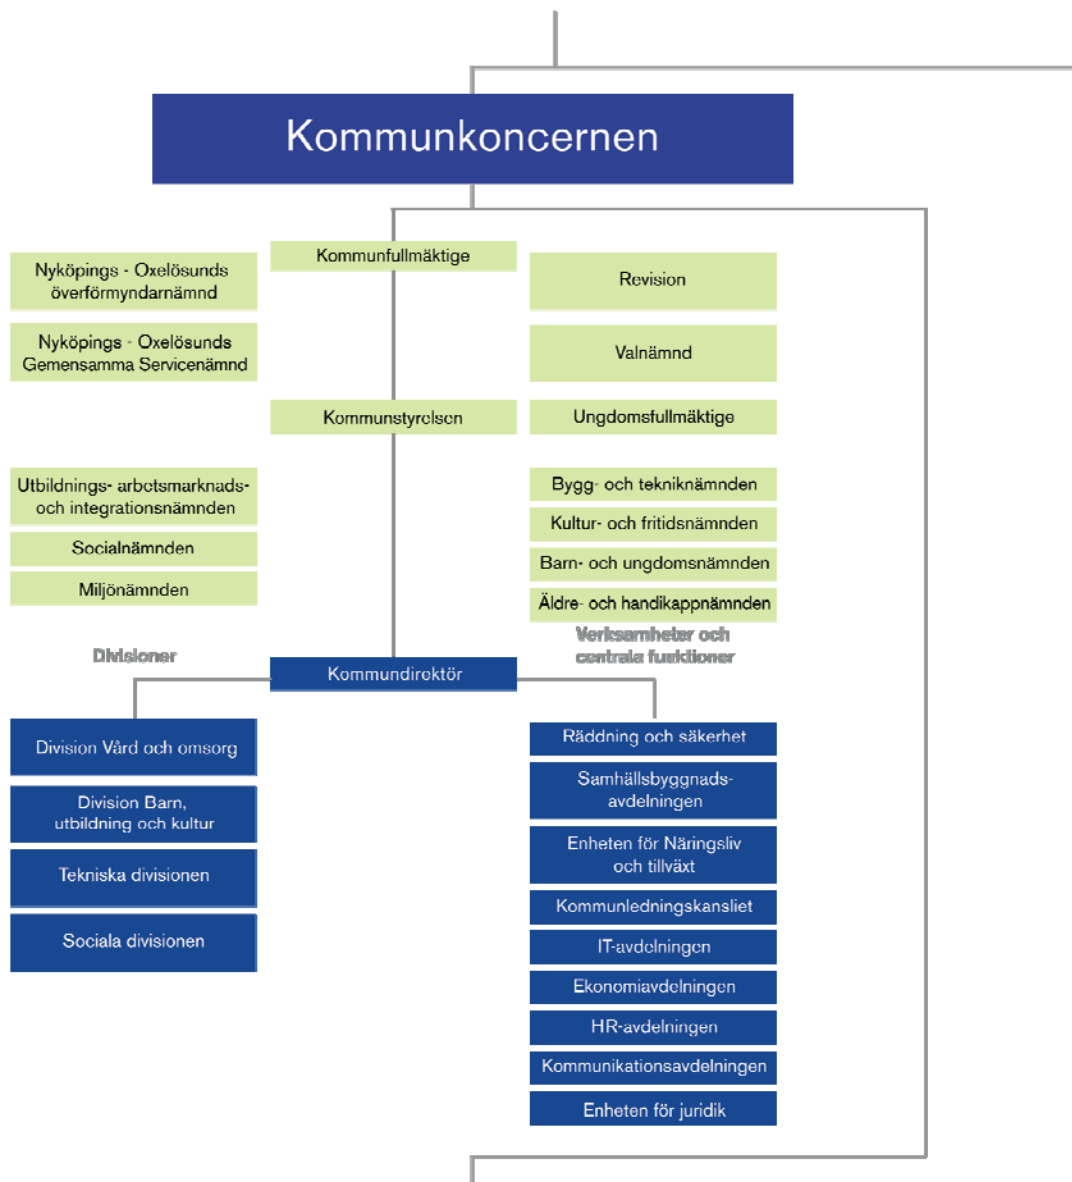 Kommunkoncernen
Kommunfullmäktige
Nyköpings - Oxelösunds
överförmyndarnämnd
Revision
Nyköpings - Oxelösunds
Gemensamma Servicenämnd
Valnämnd
Kommunstyrelsen
Ungdomsfullmäktige
Utbildnings- arbetsmarknads-
och integrationsnämnden
Socialnämnden
Miljönämnden
Bygg- och tekniknämnden
Kultur- och fritidsnämnden
Barn- och ungdomsnämnden
Äldre- och handikappnämnden
Divisioner
Verksamheter och
centrala funktioner
Kommundirektör
Division Vård och omsorg
Division Barn,
utbildning och kultur
Tekniska divisionen
Sociala divisionen
Räddning och säkerhet
Samhällsbyggnads-
avdelningen
Enheten för Näringsliv
och tillväxt
Kommunledningskansliet
IT-avdelningen
Ekonomiavdelningen
HR-avdelningen
Kommunikationsavdelningen
Enheten för juridik